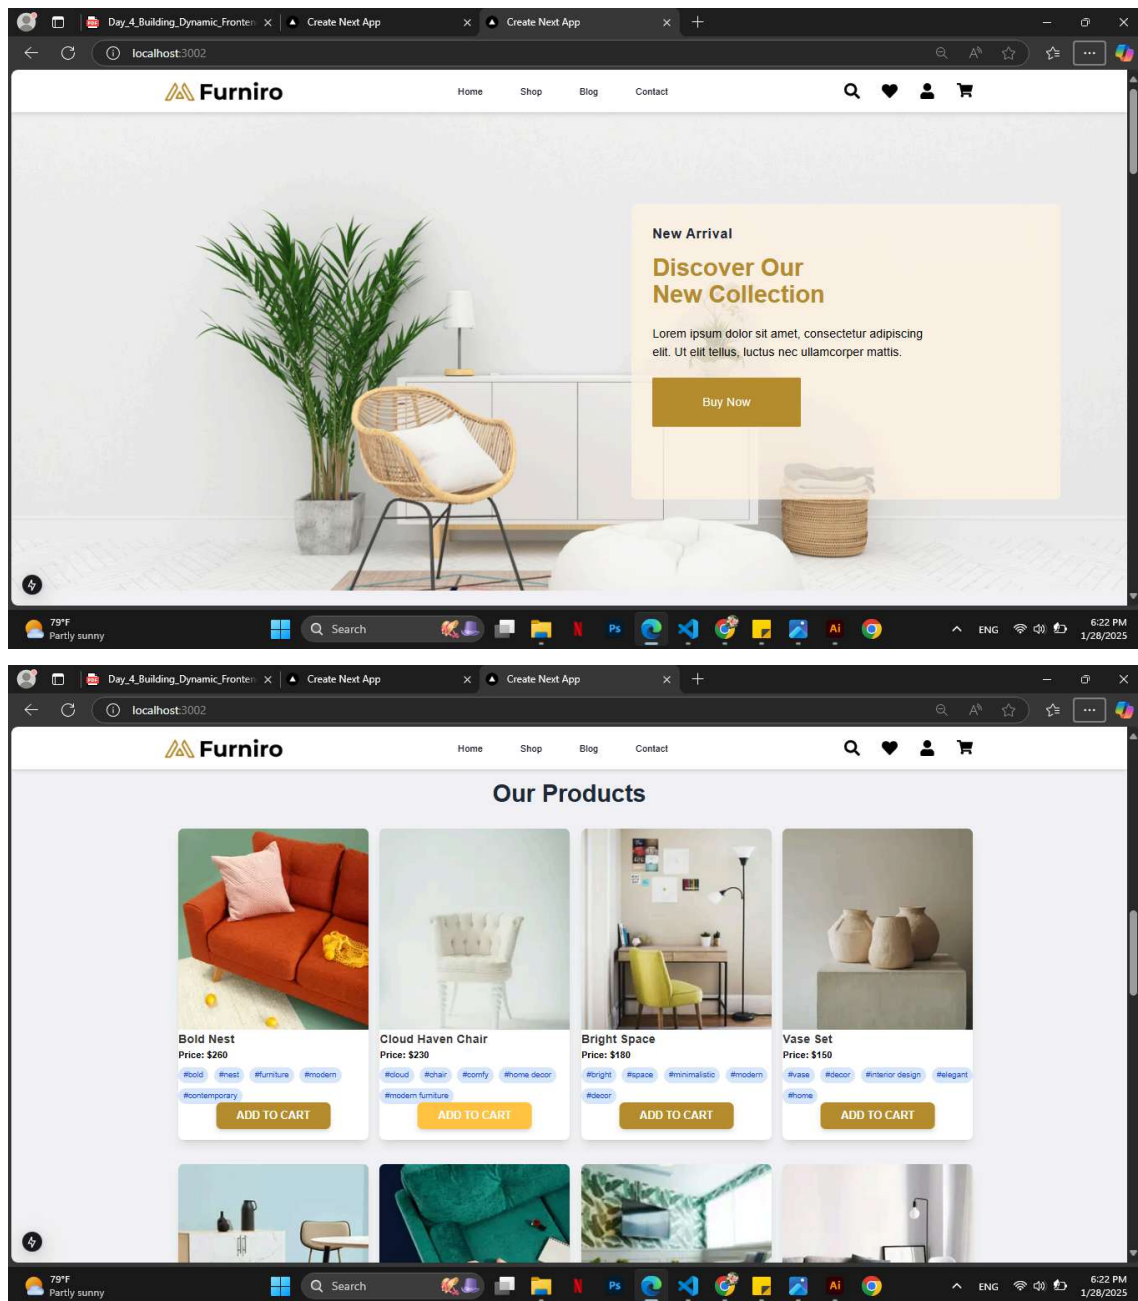 Day_4_Building_Dynamic_Fronten
Create Next App
Create Next App
localhost:3002
Furniro
Home Shop Blog Contact
New Arrival
Discover Our
New Collection
Lorem ipsum dolor sit amet, consectetur adipiscing
elit. Ut elit tellus, luctus nec ullamcorper mattis.
Buy Now
79°F
Partly sunny
Search
Ps
Ai
ENG
6:22 PM
1/28/2025
Day_4_Building_Dynamic_Fronten
Create Next App
Create Next App
localhost:3002
Furniro
Home Shop Blog Contact
Our Products
Bold Nest
Price: $260
#bold #nest #furniture #modern
#contemporary
ADD TO CART
Cloud Haven Chair
Price: $230
#cloud #chair #comfy #home decor
#modern furniture
ADD TO CART
Bright Space
Price: $180
#bright #space #minimalistic #modern
#decor
ADD TO CART
Vase Set
Price: $150
#vase #decor #interior design #elegant
#home
ADD TO CART
79°F
Partly sunny
Search
Ps
Ai
ENG
6:22 PM
1/28/2025